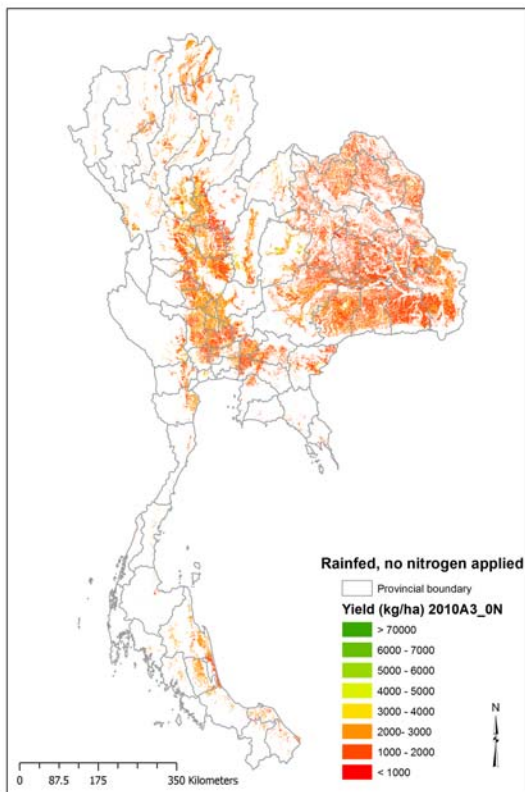 Rainfed, no nitrogen applied
Provincial boundary
Yield (kg/ha) 2010A3_0N
> 70000
6000 - 7000
5000 - 6000
4000 - 5000
3000 - 4000
2000- 3000
1000 - 2000
< 1000
N
0 87.5 175 350 Kilometers